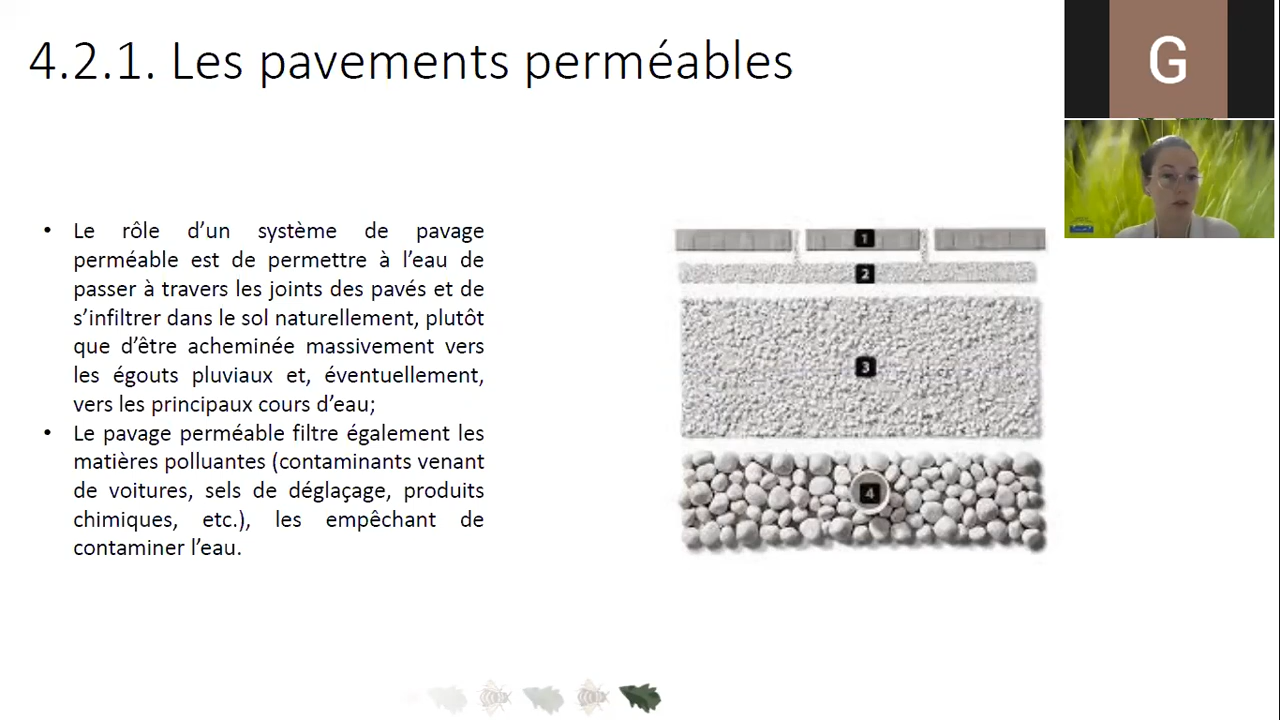 4.2.1. Les pavements perméables
G
• Le rôle d’un système de pavage
perméable est de permettre à l’eau de
passer à travers les joints des pavés et de
s’infiltrer dans le sol naturellement, plutôt
que d’être acheminée massivement vers
les égouts pluviaux et, éventuellement,
vers les principaux cours d’eau;
• Le pavage perméable filtre également les
matières polluantes (contaminants venant
de voitures, sels de déglaçage, produits
chimiques, etc.), les empêchant de
contaminer l’eau.
1
2
3
4